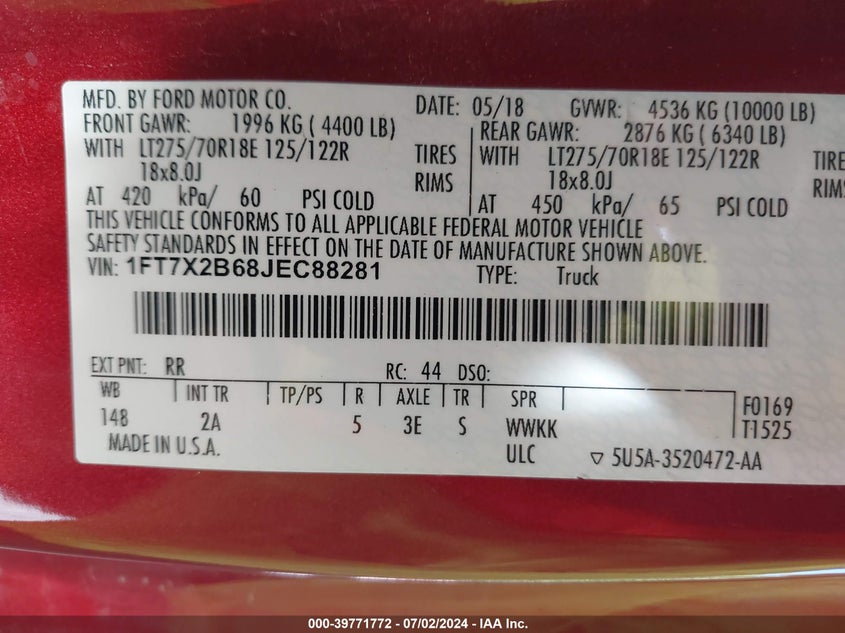 MFD. BY FORD MOTOR CO. DATE: 05/18 GVWR: 4536 KG (10000 LB)
FRONT GAWR: 1996 KG ( 4400 LB) REAR GAWR: 2876 KG ( 6340 LB)
WITH LT275/70R18E 125/122R TIRES WITH LT275/70R18E 125/122R TIRE
18x8.0J RIMS 18x8.0J RIMS
AT 420 kPa/ 60 PSI COLD AT 450 kPa/ 65 PSI COLD
THIS VEHICLE CONFORMS TO ALL APPLICABLE FEDERAL MOTOR VEHICLE
SAFETY STANDARDS IN EFFECT ON THE DATE OF MANUFACTURE SHOWN ABOVE.
VIN: 1FT7X2B68JEC88281 TYPE: Truck
EXT PNT: RR RC: 44 DSO:
WB INT TR TP/PS R AXLE TR SPR F0169
148 2A 5 3E S WWKK T1525
MADE IN U.S.A. ULC 5U5A-3520472-AA
000-39771772 - 07/02/2024 - IAA Inc.